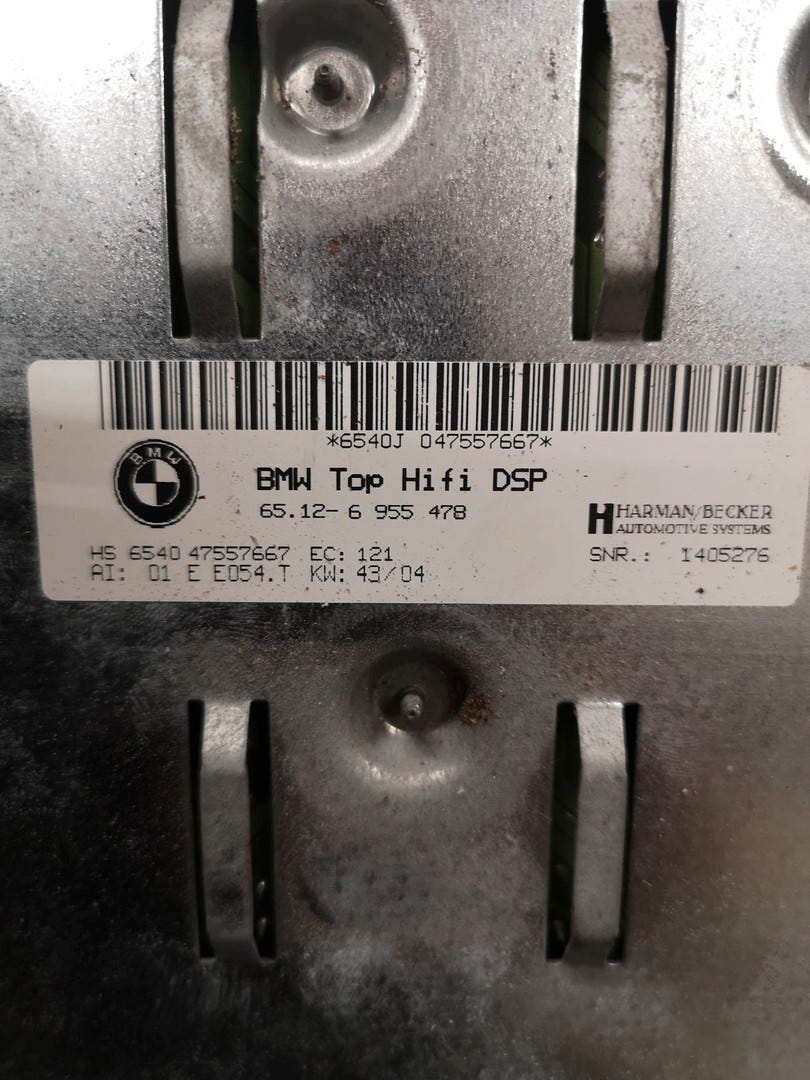 *6540J 047557667*
BMW
BMW Top Hifi DSP
65.12- 6 955 478
HARMAN/BECKER
AUTOMOTIVE SYSTEMS
HS 6540 47557667 EC: 121
SNR.: 1405276
AI: 01 E E054.T KW: 43/04